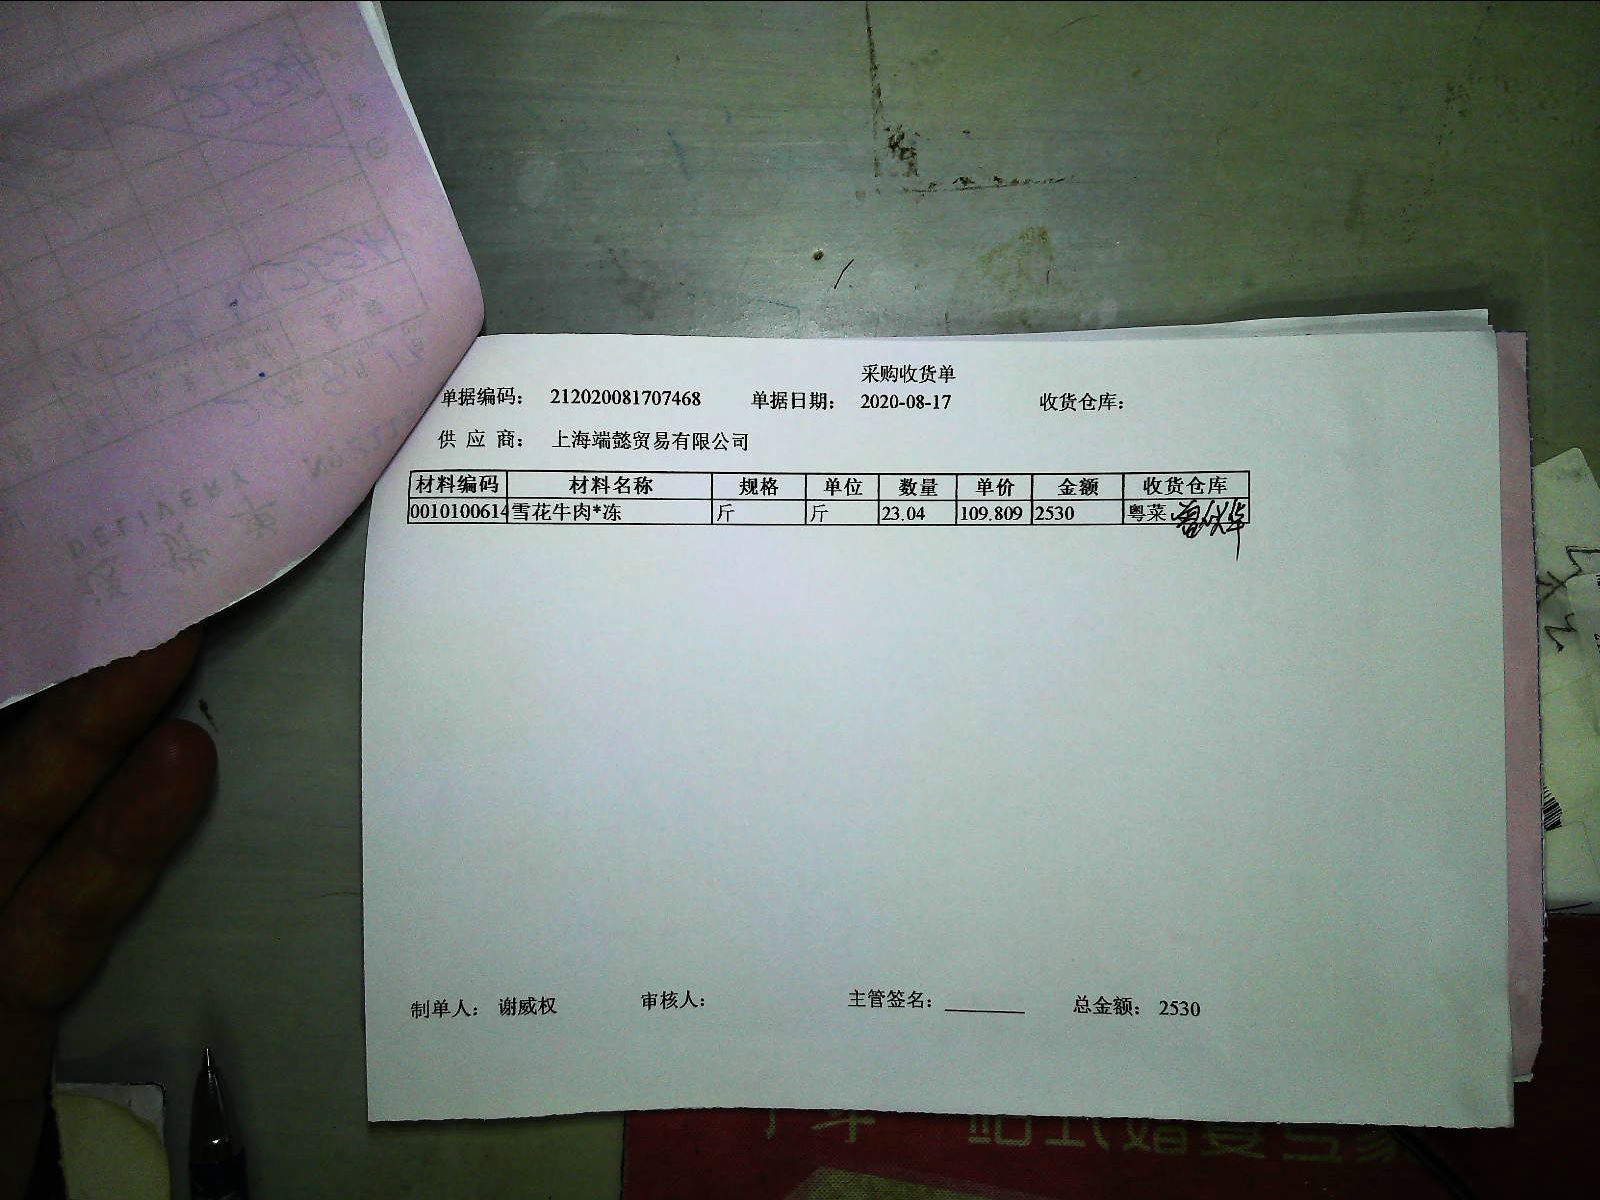 采购收货单
单据编码: 212020081707468 单据日期: 2020-08-17 收货仓库:
供 应 商: 上海端懿贸易有限公司
材料编码 材料名称 规格 单位 数量 单价 金额 收货仓库
0010100614 雪花牛肉*冻 斤 斤 23.04 109.809 2530 粤菜
制单人: 谢威权 审核人: 主管签名: ________ 总金额: 2530
DELIVERY